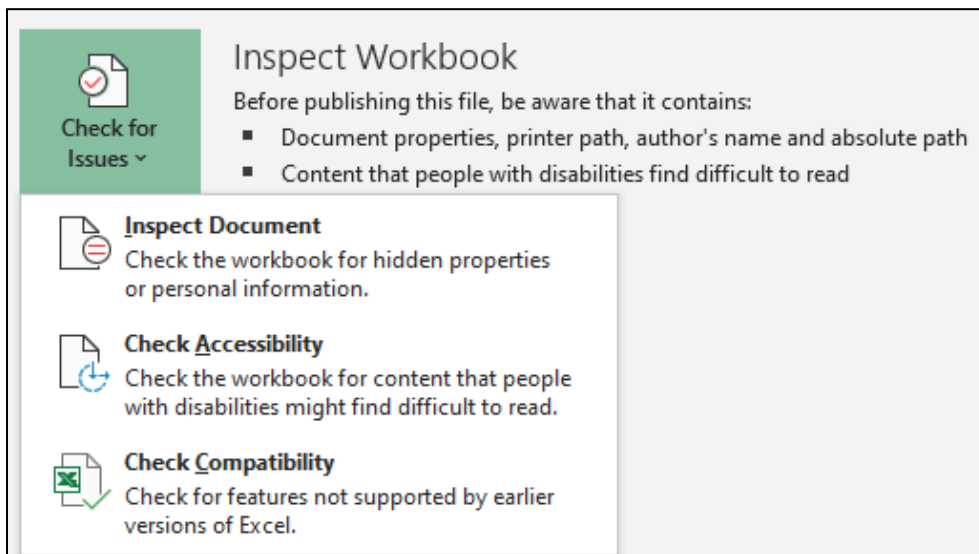 Inspect Workbook
Before publishing this file, be aware that it contains:
▪ Document properties, printer path, author's name and absolute path
▪ Content that people with disabilities find difficult to read
Check for
Issues
Inspect Document
Check the workbook for hidden properties
or personal information.
Check Accessibility
Check the workbook for content that people
with disabilities might find difficult to read.
Check Compatibility
Check for features not supported by earlier
versions of Excel.